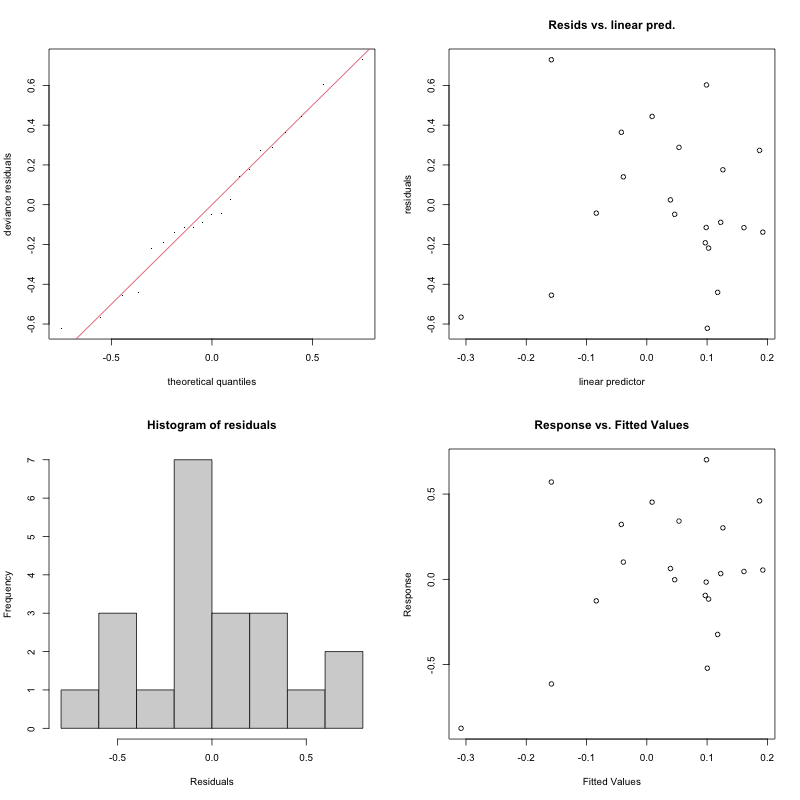 0.6
0.4
0.2
0.0
-0.2
-0.4
-0.6
deviance residuals
-0.5 0.0 0.5
theoretical quantiles
Resids vs. linear pred.
0.6
0.4
0.2
0.0
-0.2
-0.4
-0.6
residuals
-0.3 -0.2 -0.1 0.0 0.1 0.2
linear predictor
Histogram of residuals
7
6
5
4
3
2
1
0
Frequency
-0.5 0.0 0.5
Residuals
Response vs. Fitted Values
0.5
0.0
-0.5
Response
-0.3 -0.2 -0.1 0.0 0.1 0.2
Fitted Values